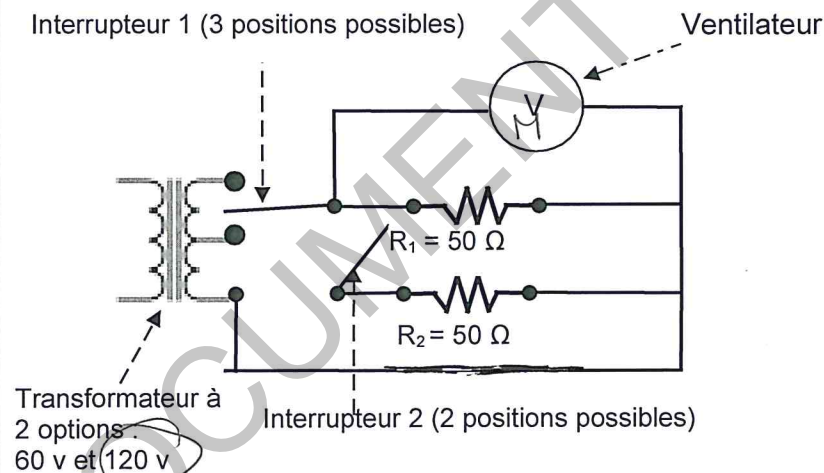 Interrupteur 1 (3 positions possibles)
Ventilateur
V
M
R₁ = 50 Ω
R₂ = 50 Ω
Transformateur à
2 options :
60 v et 120 v
Interrupteur 2 (2 positions possibles)
OCUMENT